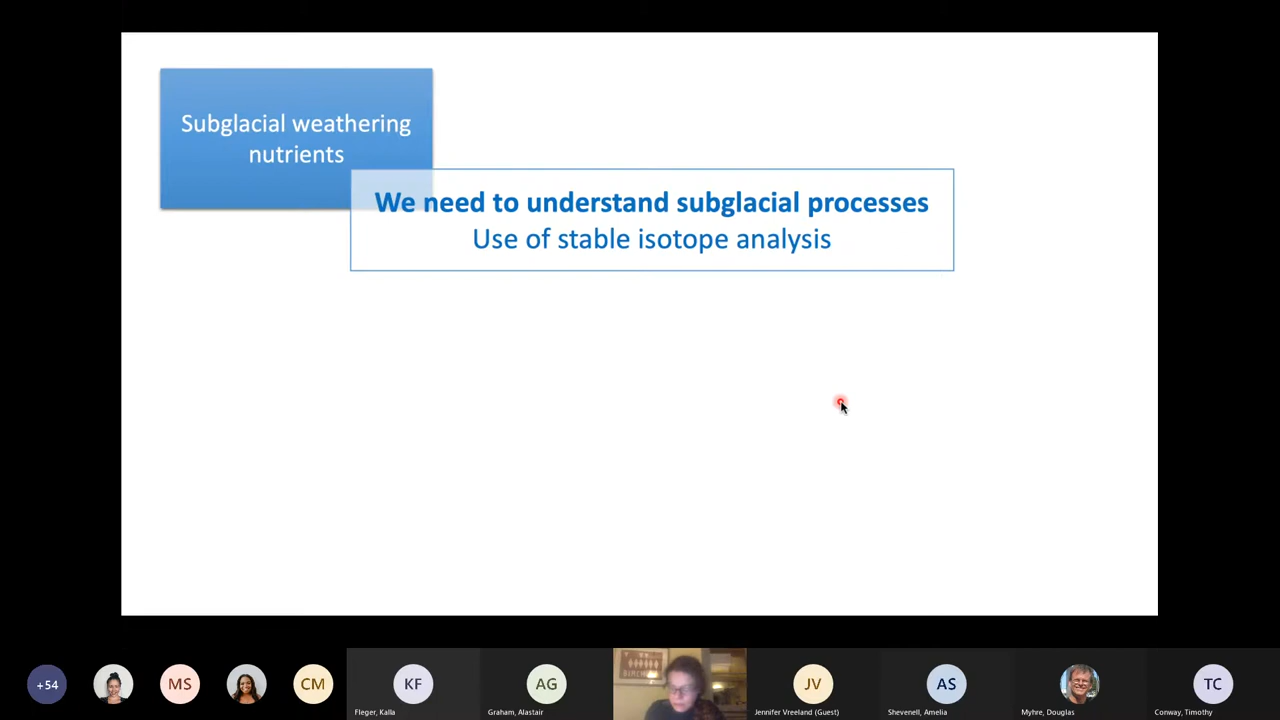 Subglacial weathering
nutrients
We need to understand subglacial processes
Use of stable isotope analysis
+54
MS
CM
KF
AG
JV
AS
TC
Fleger, Kalla
Graham, Alastair
Jennifer Vreeland (Guest)
Shevenell, Amelia
Myhre, Douglas
Conway, Timothy